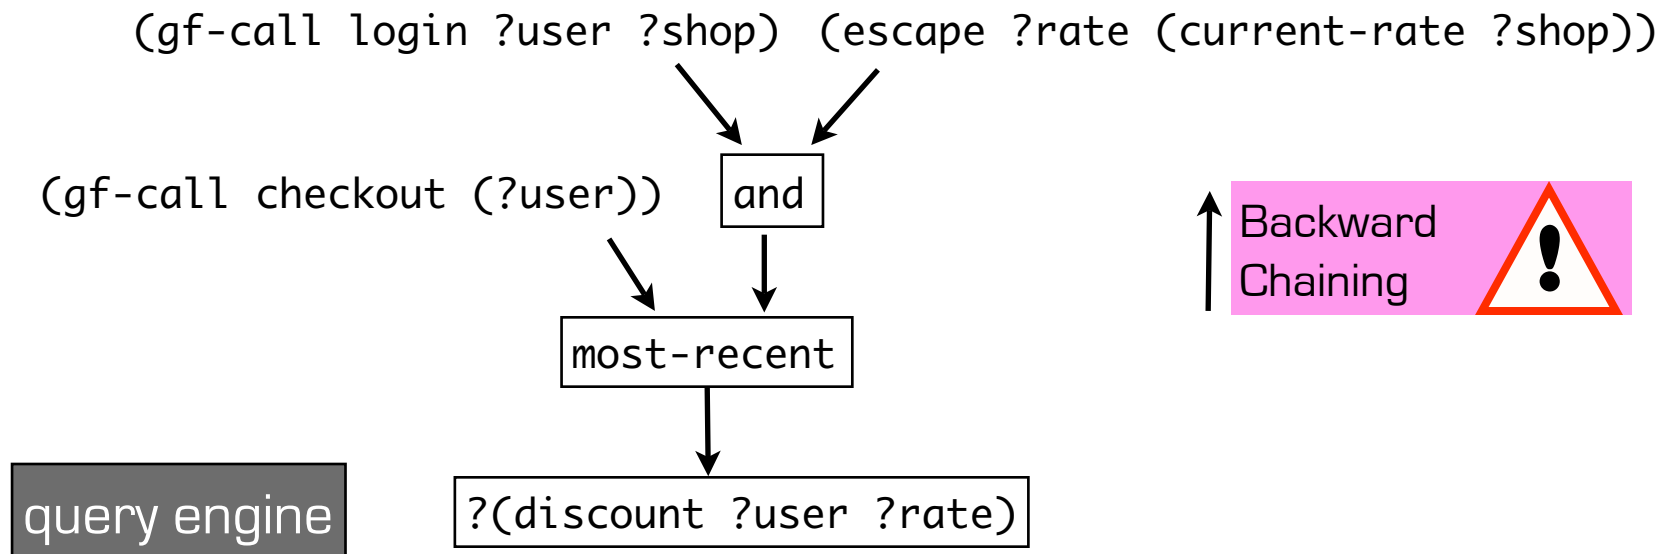 (gf-call login ?user ?shop) (escape ?rate (current-rate ?shop))
(gf-call checkout (?user))
and
Backward
Chaining
!
most-recent
query engine
?(discount ?user ?rate)